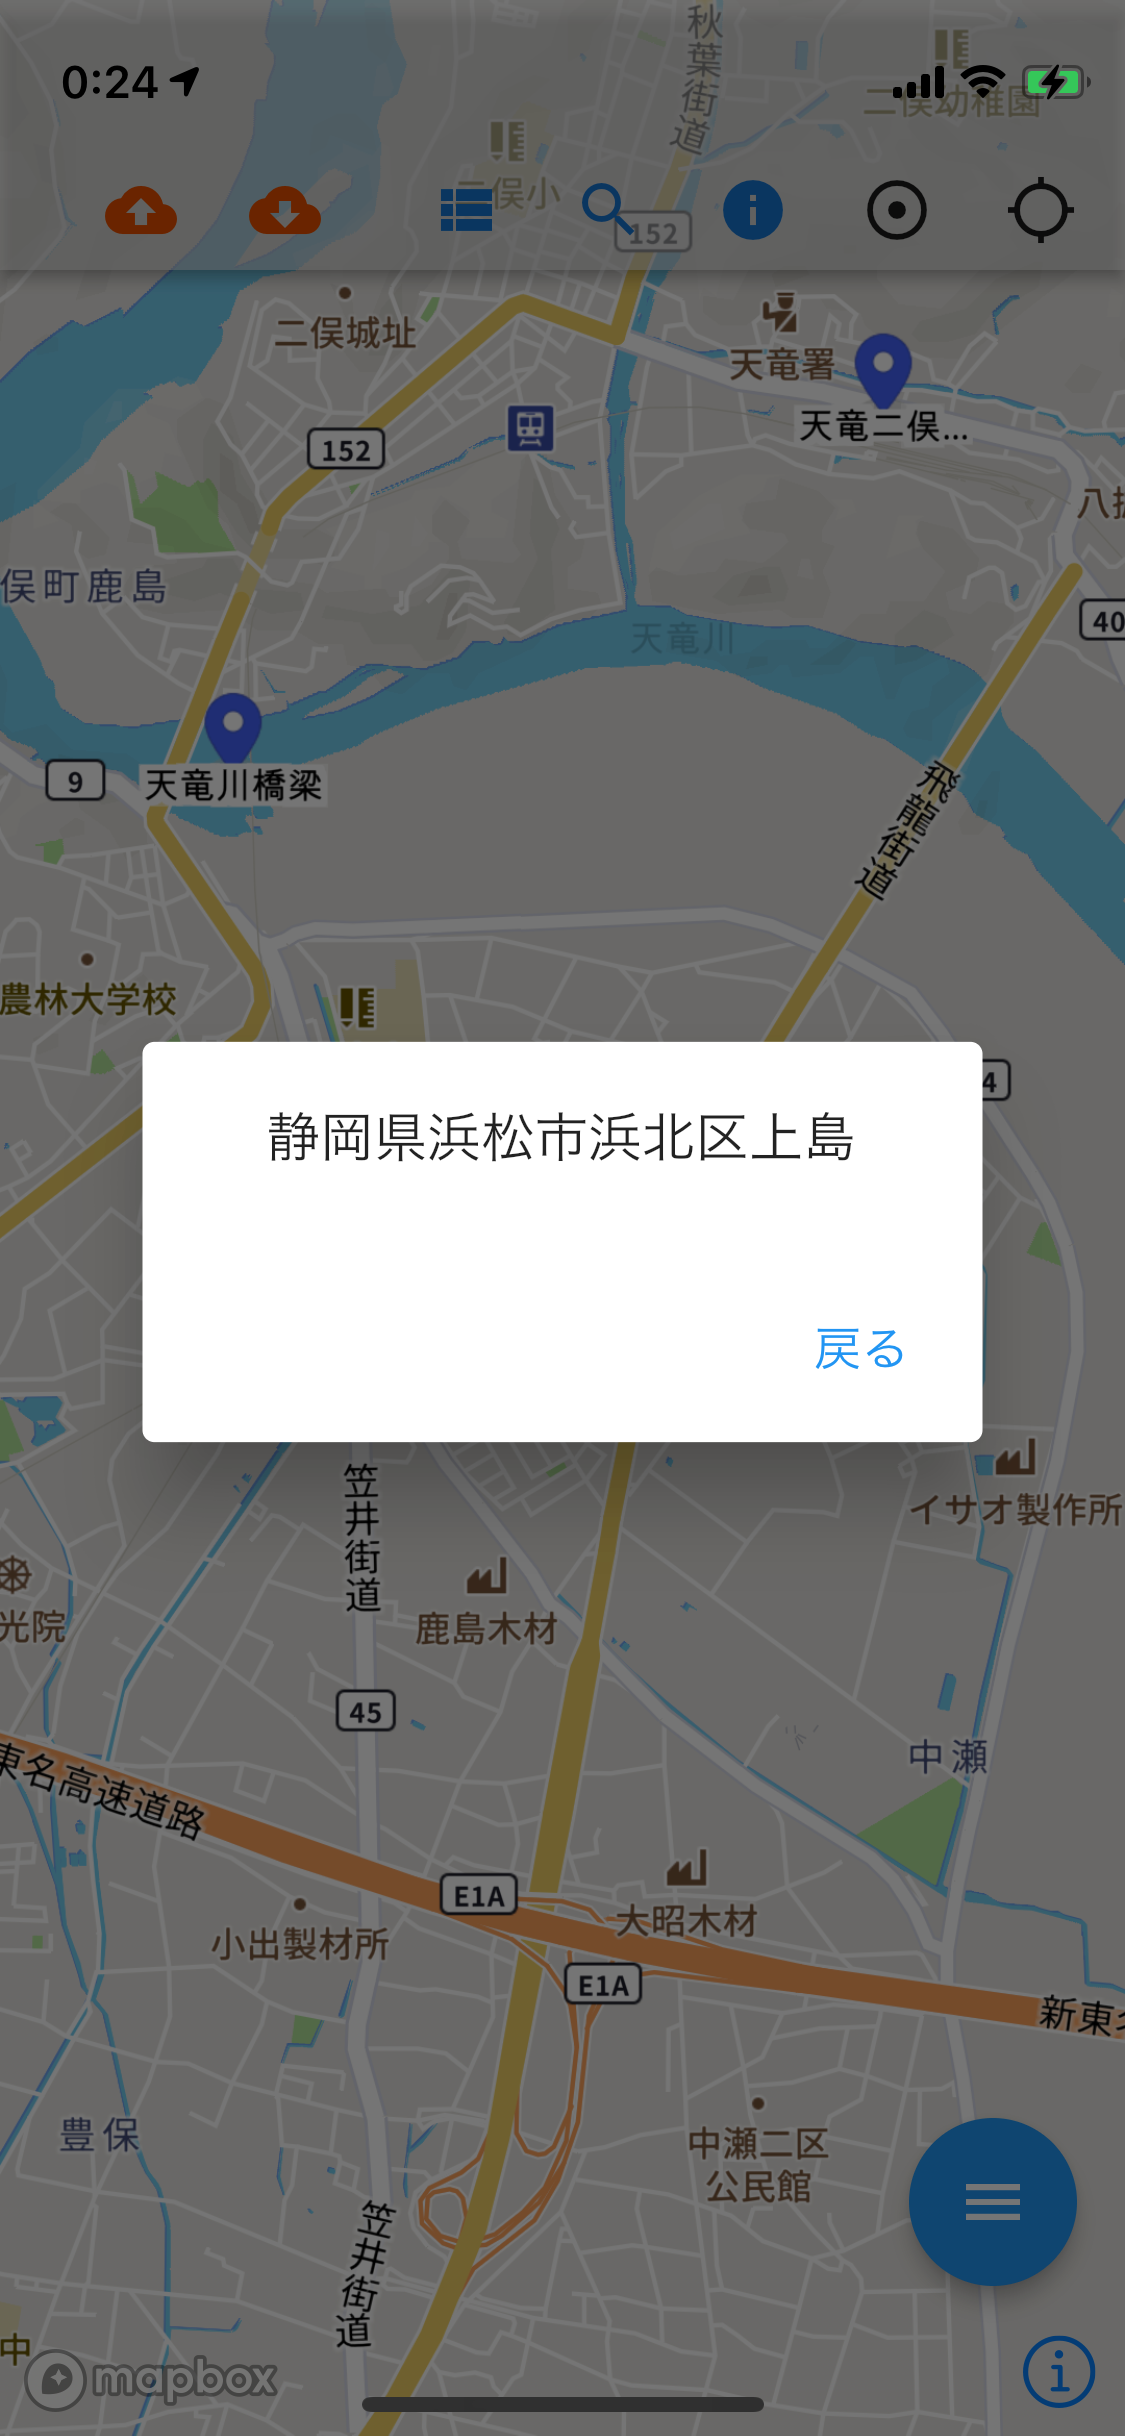 秋葉街道
0:24
二俣幼稚園
二俣小
152
二俣城址
天竜署
天竜二俣...
152
俣町鹿島
40
天竜川
9
天竜川橋梁
飛龍街道
農林大学校
4
静岡県浜松市浜北区上島
戻る
笠井街道
イサオ製作所
光院
鹿島木材
45
中瀬
東名高速道路
E1A
大昭木材
小出製材所
E1A
新東名
豊保
中瀬二区
公民館
笠井街道
中
mapbox